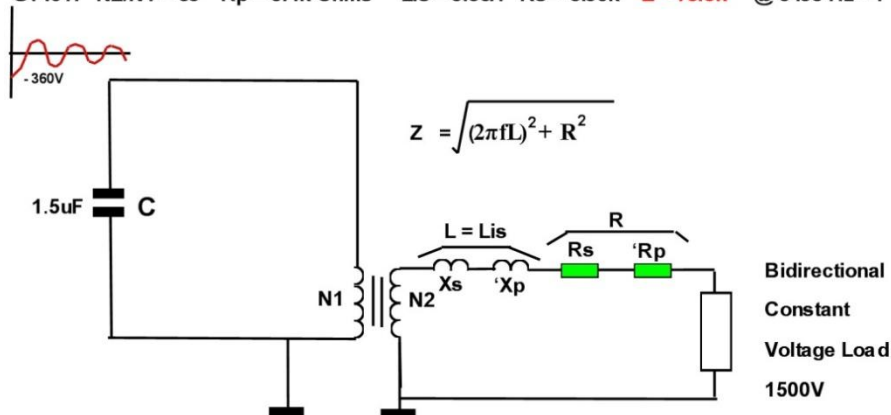 -360V
Z = √(2πfL)² + R²
1.5uF C
L = Lis
R
Rs 'Rp
Xs 'Xp
N1 N2
Bidirectional
Constant
Voltage Load
1500V